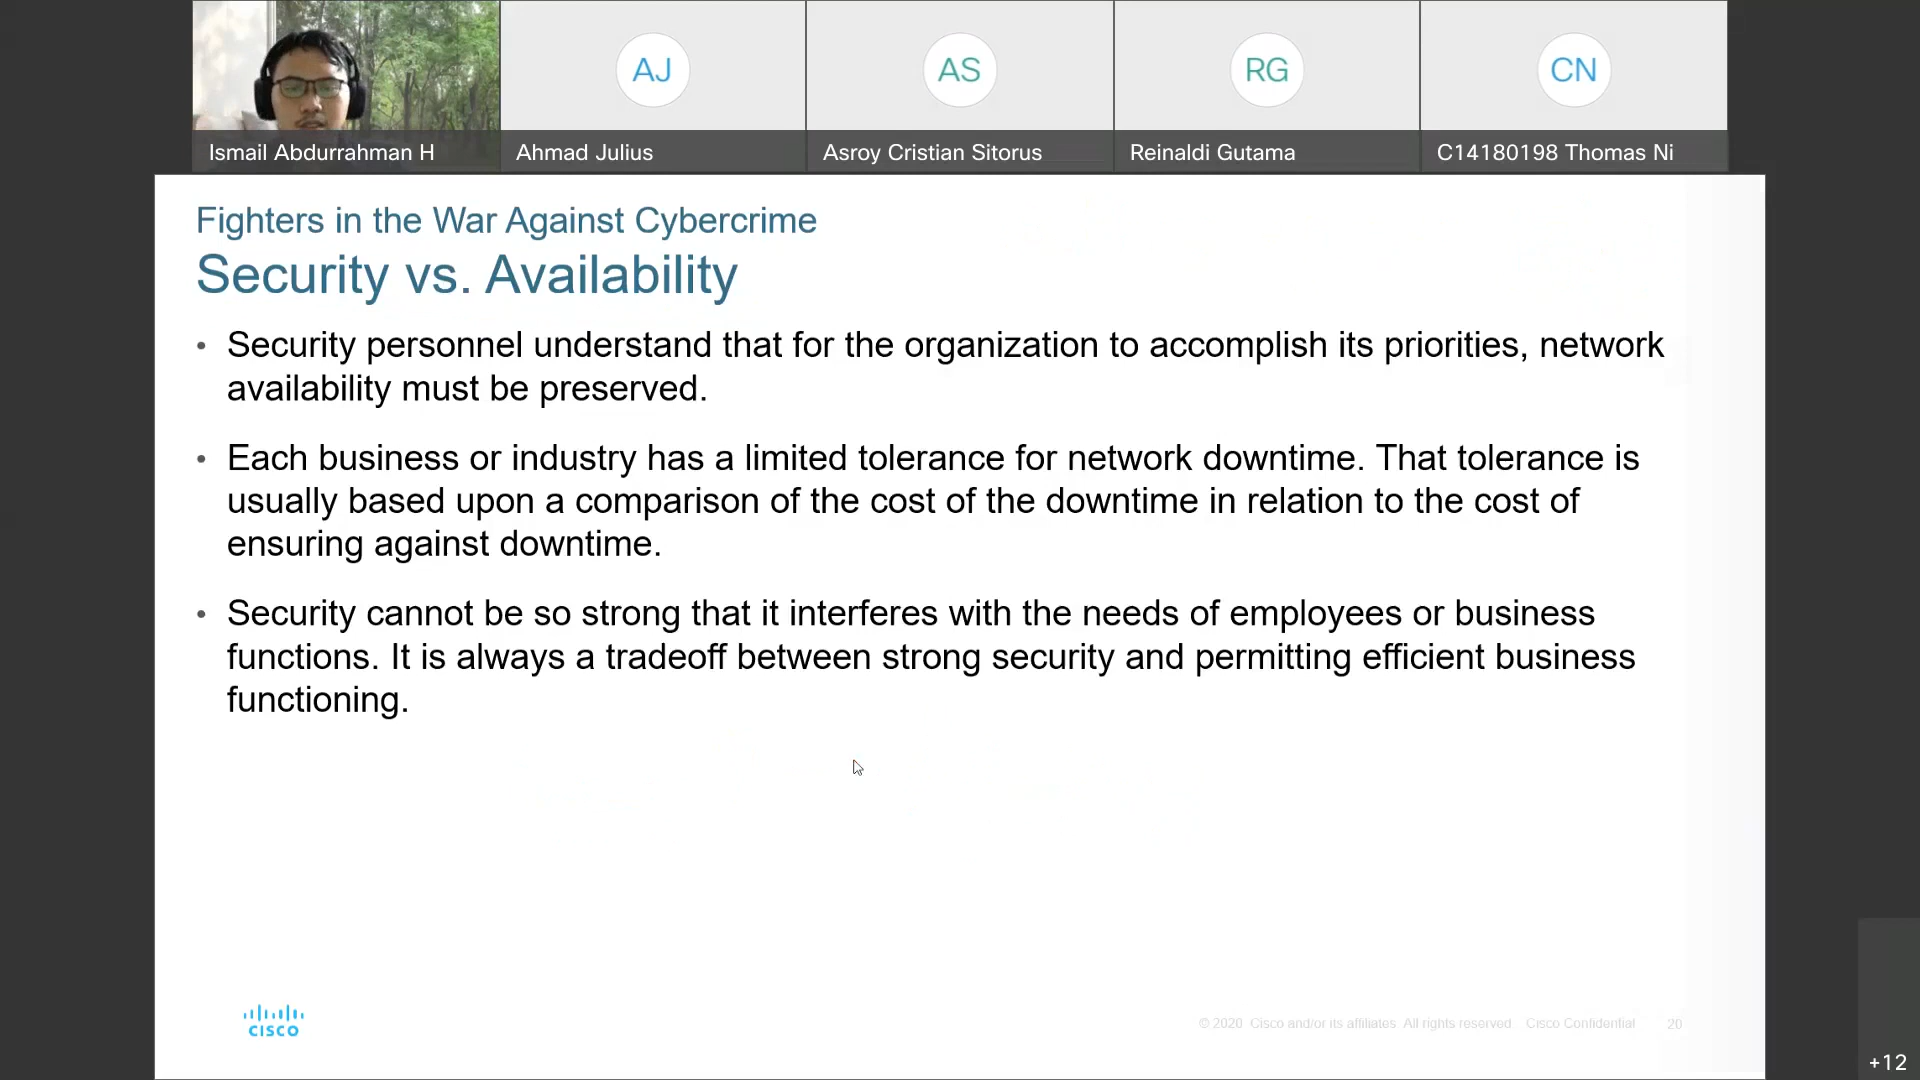 AJ
AS
RG
CN
Ismail Abdurrahman H
Ahmad Julius
Asroy Cristian Sitorus
Reinaldi Gutama
C14180198 Thomas Ni
Fighters in the War Against Cybercrime
Security vs. Availability
• Security personnel understand that for the organization to accomplish its priorities, network
availability must be preserved.
• Each business or industry has a limited tolerance for network downtime. That tolerance is
usually based upon a comparison of the cost of the downtime in relation to the cost of
ensuring against downtime.
• Security cannot be so strong that it interferes with the needs of employees or business
functions. It is always a tradeoff between strong security and permitting efficient business
functioning.
CISCO
© 2020 Cisco and/or its affiliates All rights reserved Cisco Confidential 20
+12